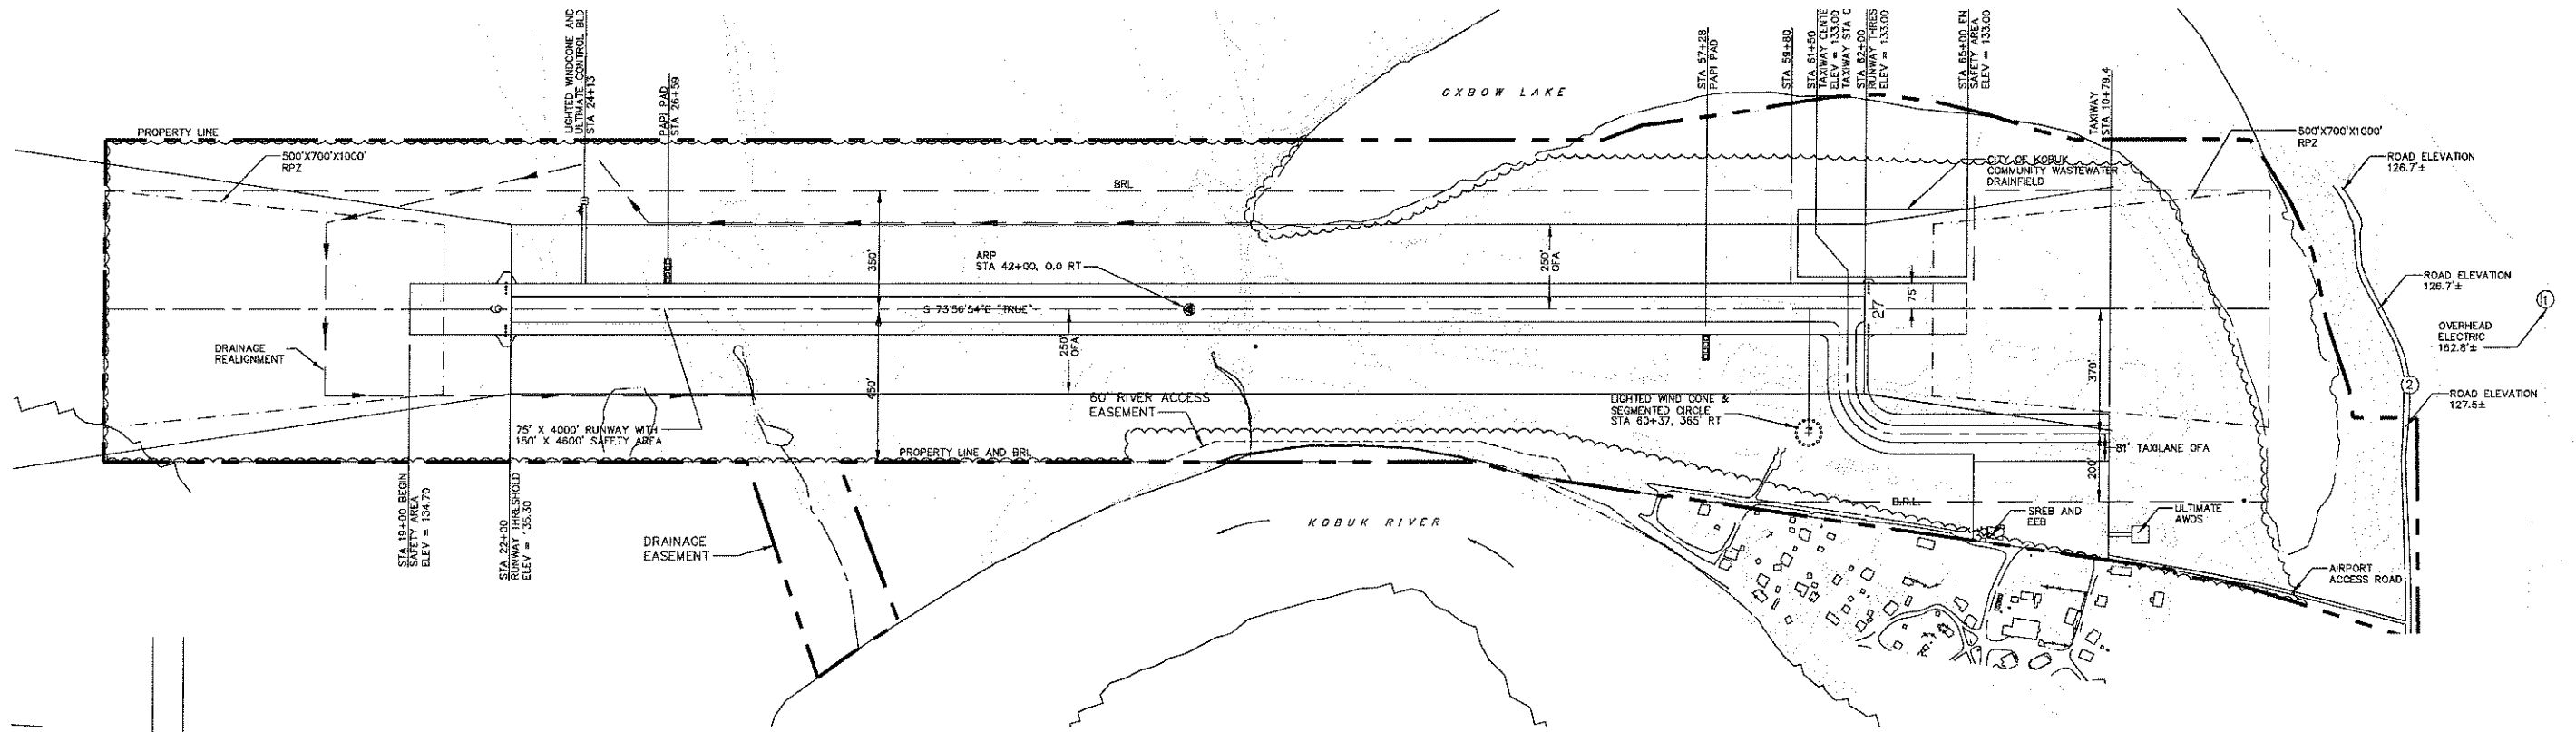 LIGHTED WINDCONE AND
ULTIMATE CONTROL BLD
STA 24+13
PAPI PAD
STA 26+59
OXBOW LAKE
STA 57+28
PAPI PAD
STA 59+80
STA 61+50
TAXIWAY CENTE
ELEV = 133.00
TAXIWAY STA
STA 62+00
RUNWAY THRES
ELEV = 133.00
STA 65+00 EN
SAFETY AREA
ELEV = 133.00
TAXIWAY
STA 10+79.4
PROPERTY LINE
500'X700'X1000'
RPZ
BRL
CITY OF KOBUK
COMMUNITY WASTEWATER
DRAINFIELD
500'X700'X1000'
RPZ
ROAD ELEVATION
126.7'±
350'
ARP
STA 42+00, 0.0 RT
250'
OFA
75'
27
ROAD ELEVATION
126.7'±
1
OVERHEAD
ELECTRIC
162.8'±
S 73°56'54"E "TRUE"
DRAINAGE
REALIGNMENT
250'
OFA
450'
370'
2
ROAD ELEVATION
127.5±
60' RIVER ACCESS
EASEMENT
LIGHTED WIND CONE &
SEGMENTED CIRCLE
STA 60+37, 365' RT
75' X 4000' RUNWAY WITH
150' X 4600' SAFETY AREA
PROPERTY LINE AND BRL
81' TAXILANE OFA
200'
STA 19+00 BEGIN
SAFETY AREA
ELEV = 134.70
STA 22+00
RUNWAY THRESHOLD
ELEV = 135.30
B.R.L.
SREB AND
EEB
ULTIMATE
AWOS
DRAINAGE
EASEMENT
KOBUK RIVER
AIRPORT
ACCESS ROAD